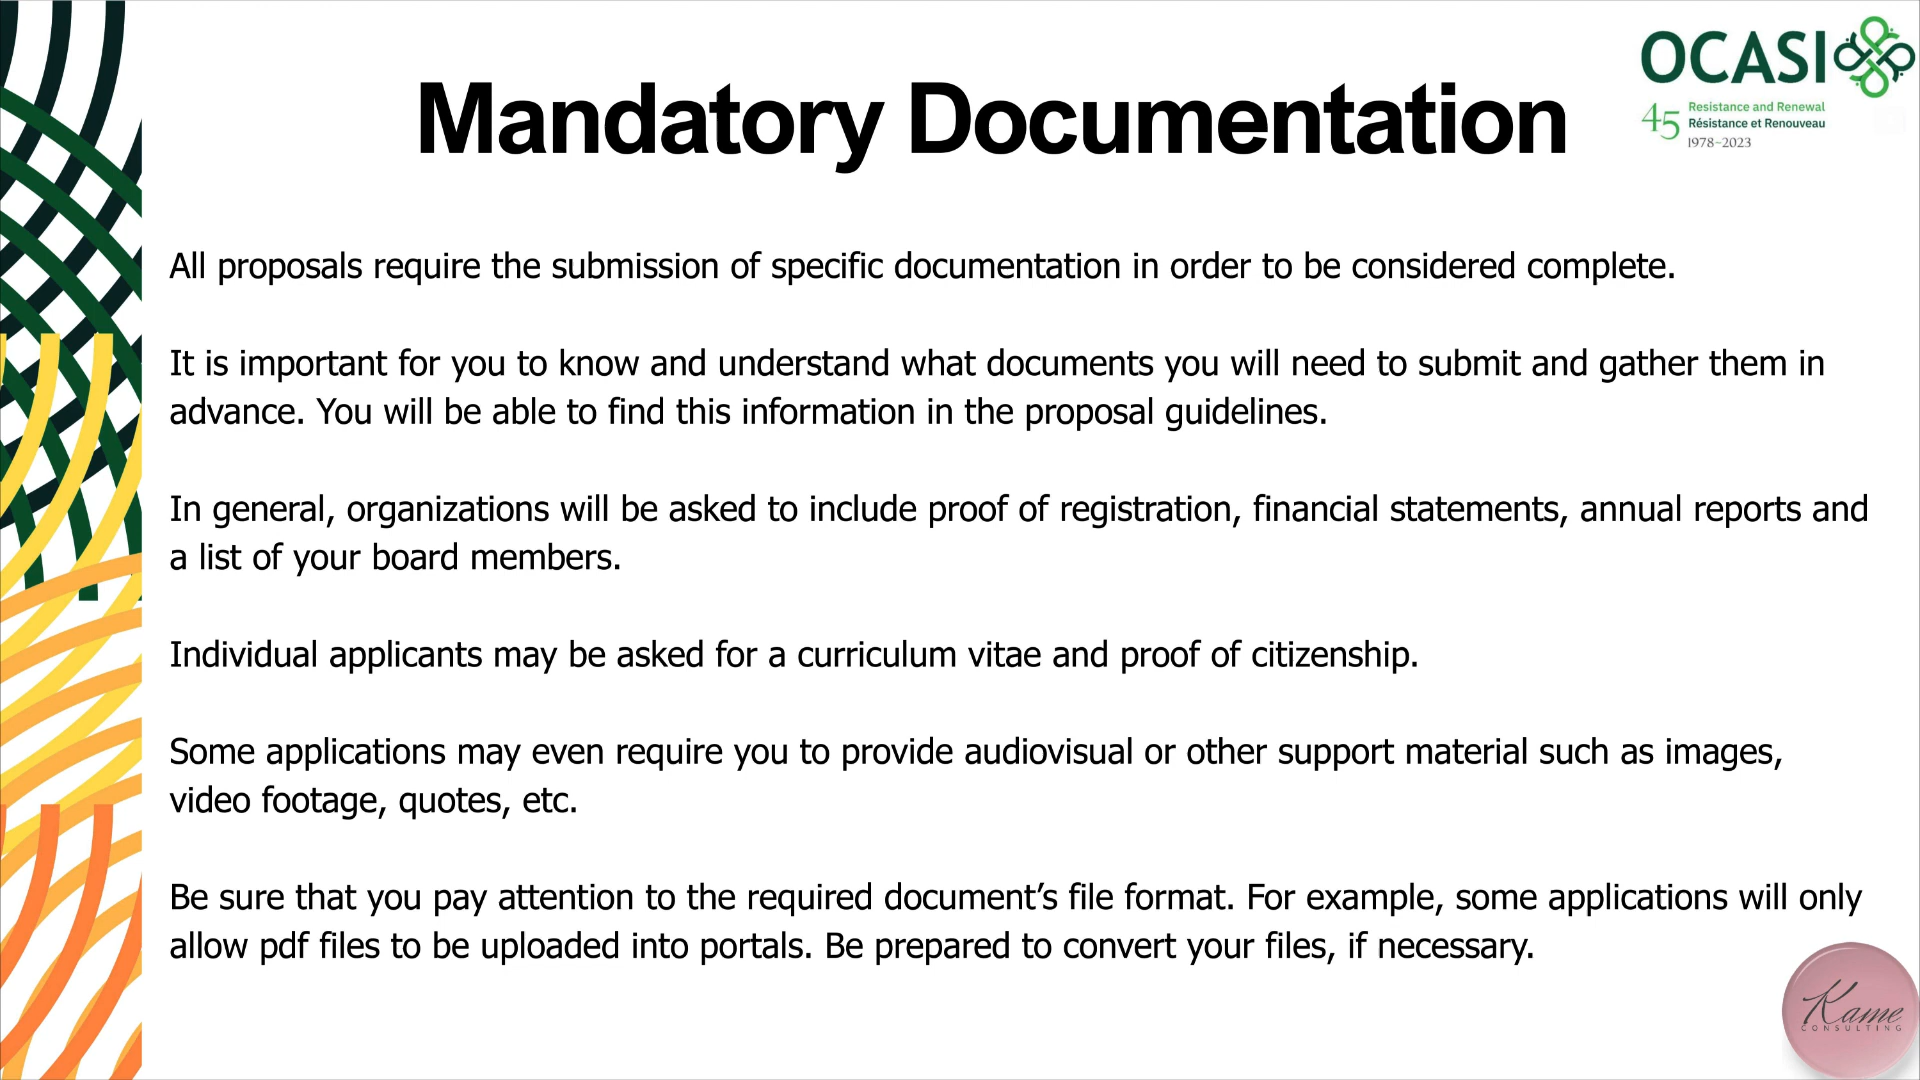 OCASI
Mandatory Documentation
45
Resistance and Renewal
Résistance et Renouveau
1978–2023
All proposals require the submission of specific documentation in order to be considered complete.
It is important for you to know and understand what documents you will need to submit and gather them in
advance. You will be able to find this information in the proposal guidelines.
In general, organizations will be asked to include proof of registration, financial statements, annual reports and
a list of your board members.
Individual applicants may be asked for a curriculum vitae and proof of citizenship.
Some applications may even require you to provide audiovisual or other support material such as images,
video footage, quotes, etc.
Be sure that you pay attention to the required document’s file format. For example, some applications will only
allow pdf files to be uploaded into portals. Be prepared to convert your files, if necessary.
Kame
CONSULTING